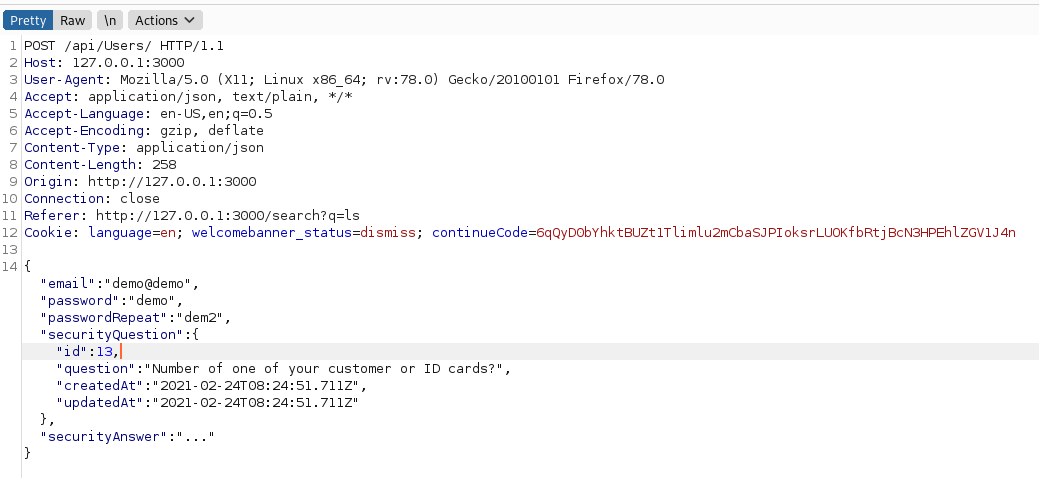 Pretty Raw \n Actions
1 POST /api/Users/ HTTP/1.1
2 Host: 127.0.0.1:3000
3 User-Agent: Mozilla/5.0 (X11; Linux x86_64; rv:78.0) Gecko/20100101 Firefox/78.0
4 Accept: application/json, text/plain, */*
5 Accept-Language: en-US,en;q=0.5
6 Accept-Encoding: gzip, deflate
7 Content-Type: application/json
8 Content-Length: 258
9 Origin: http://127.0.0.1:3000
10 Connection: close
11 Referer: http://127.0.0.1:3000/search?q=ls
12 Cookie: language=en; welcomebanner_status=dismiss; continueCode=6qQyD0bYhktBUZt1Tlimlu2mCbaSJPIoksrLUOKfbRtjBcN3HPEhlZGV1J4n
13
14 {
"email":"demo@demo",
"password":"demo",
"passwordRepeat":"dem2",
"securityQuestion":{
"id":13,
"question":"Number of one of your customer or ID cards?",
"createdAt":"2021-02-24T08:24:51.711Z",
"updatedAt":"2021-02-24T08:24:51.711Z"
},
"securityAnswer":"..."
}